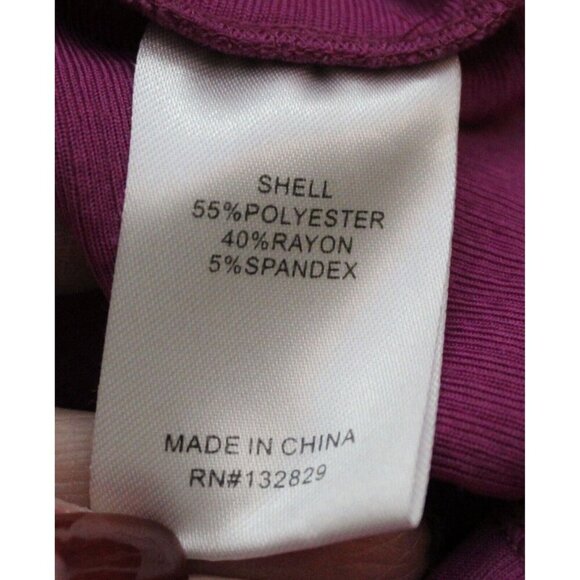 SHELL
55%POLYESTER
40%RAYON
5%SPANDEX
MADE IN CHINA
RN#132829